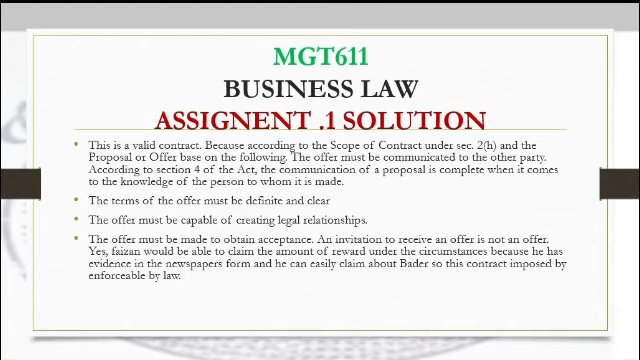 MGT611
BUSINESS LAW
ASSIGNENT .1 SOLUTION
• This is a valid contract. Because according to the Scope of Contract under sec. 2(h) and the
Proposal or Offer base on the following. The offer must be communicated to the other party.
According to section 4 of the Act, the communication of a proposal is complete when it comes
to the knowledge of the person to whom it is made.
• The terms of the offer must be definite and clear
• The offer must be capable of creating legal relationships.
• The offer must be made to obtain acceptance. An invitation to receive an offer is not an offer.
Yes, faizan would be able to claim the amount of reward under the circumstances because he has
evidence in the newspapers form and he can easily claim about Bader so this contract imposed by
enforceable by law.